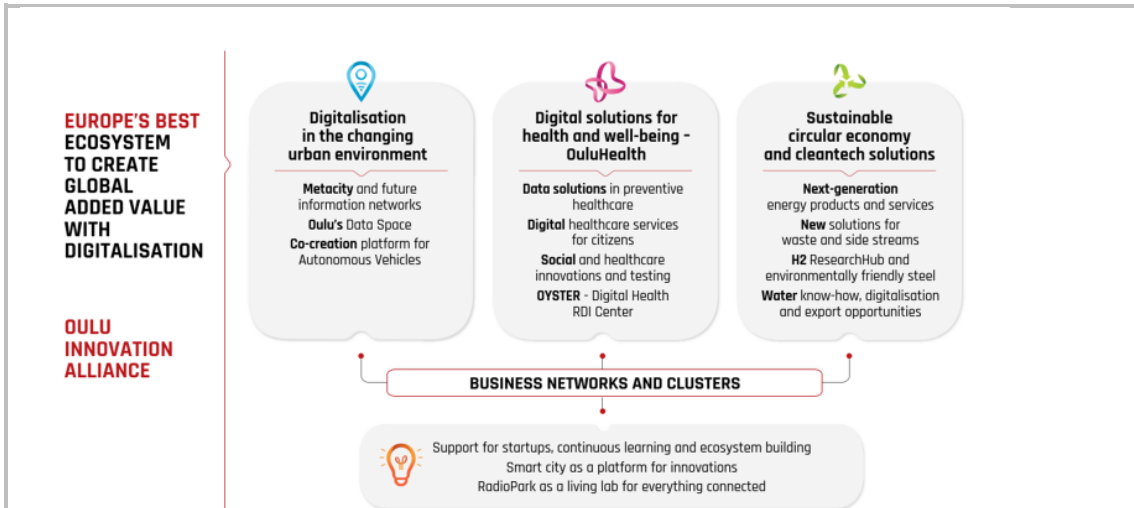 EUROPE'S BEST
ECOSYSTEM
TO CREATE
GLOBAL
ADDED VALUE
WITH
DIGITALISATION
OULU
INNOVATION
ALLIANCE
Digitalisation
in the changing
urban environment
Metacity and future
information networks
Oulu's Data Space
Co-creation platform for
Autonomous Vehicles
Digital solutions for
health and well-being –
OuluHealth
Data solutions in preventive
healthcare
Digital healthcare services
for citizens
Social and healthcare
innovations and testing
OYSTER - Digital Health
RDI Center
Sustainable
circular economy
and cleantech solutions
Next-generation
energy products and services
New solutions for
waste and side streams
H2 ResearchHub and
environmentally friendly steel
Water know-how, digitalisation
and export opportunities
BUSINESS NETWORKS AND CLUSTERS
Support for startups, continuous learning and ecosystem building
Smart city as a platform for innovations
RadioPark as a living lab for everything connected